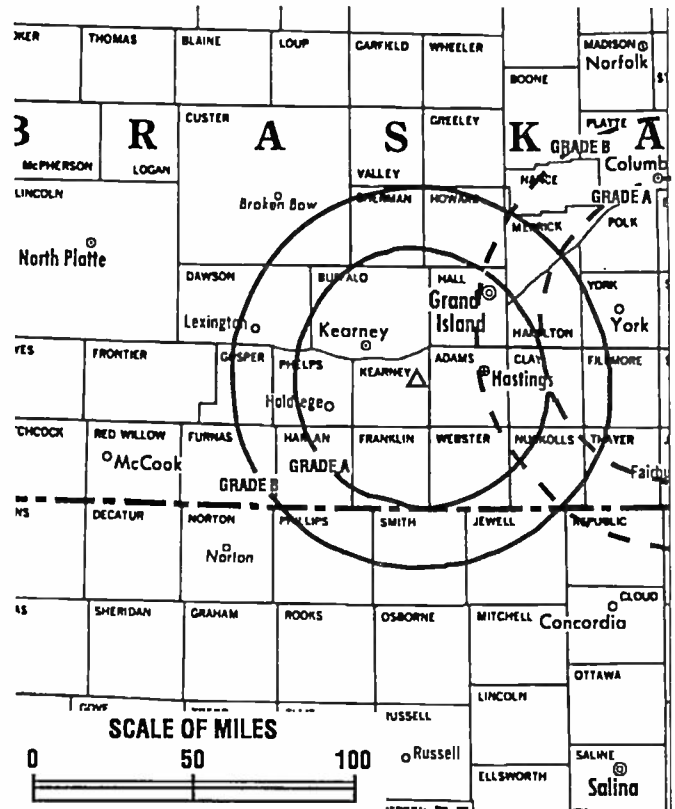 THOMAS
BLAINE
LOUP
GARFIELD
WHEELER
MADISON
Norfolk
BOONE
CUSTER
GREELEY
PLATTE
R A S K A
GRADE B
McPHERSON
LOGAN
VALLEY
NANCE
LINCOLN
Broken Bow
SHERMAN
HOWARD
GRADE A
MERRICK
POLK
North Platte
DAWSON
BUFFALO
HALL
YORK
Grand
Island
Lexington
Kearney
HAMILTON
York
FRONTIER
GOSPER
PHELPS
KEARNEY
ADAMS
CLAY
FILLMORE
Hastings
Holdrege
RED WILLOW
FURNAS
HARLAN
FRANKLIN
WEBSTER
NUCKOLLS
THAYER
McCook
GRADE A
GRADE B
DECATUR
NORTON
PHILLIPS
SMITH
JEWELL
REPUBLIC
Norton
SHERIDAN
GRAHAM
ROOKS
OSBORNE
MITCHELL
CLOUD
Concordia
OTTAWA
LINCOLN
SCALE OF MILES
RUSSELL
0 50 100
Russell
SALINE
ELLSWORTH
Salina